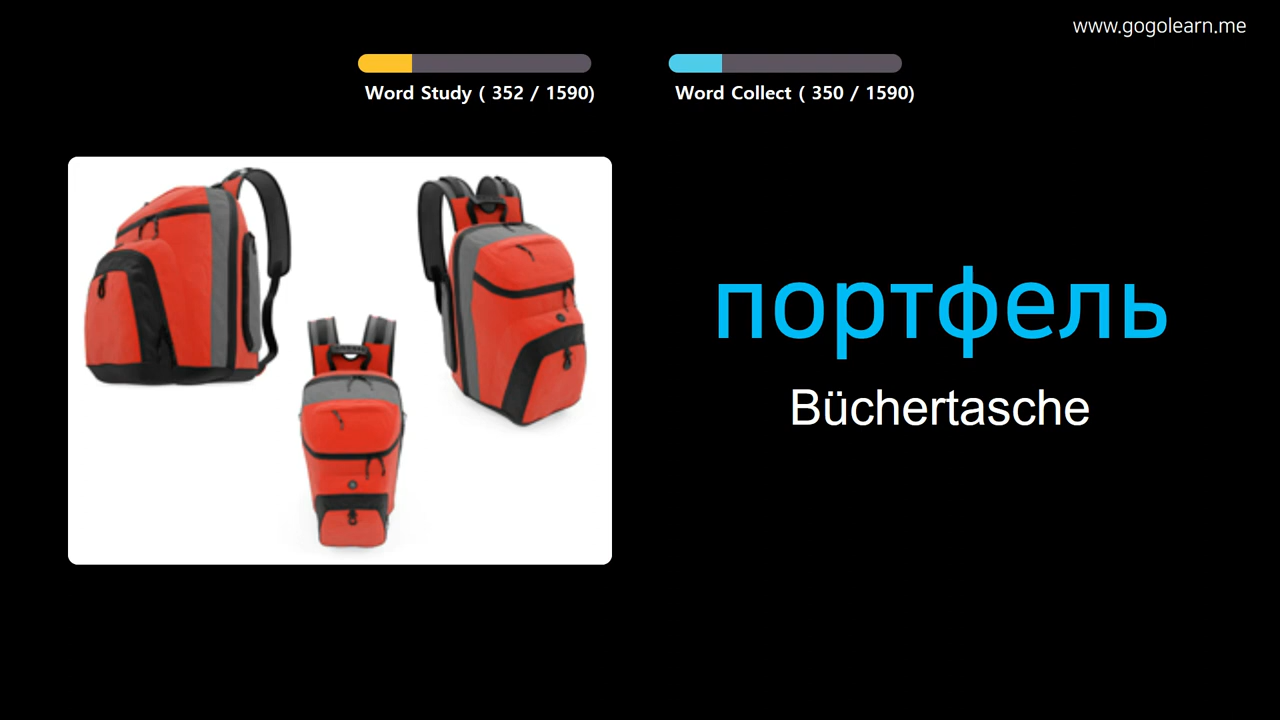 www.gogolearn.me
Word Study ( 352 / 1590)
Word Collect ( 350 / 1590)
портфель
Büchertasche